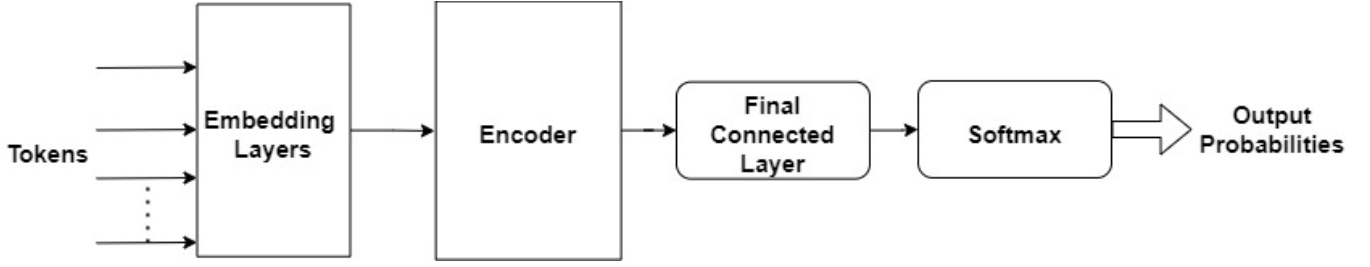 Tokens
Embedding
Layers
Encoder
Final
Connected
Layer
Softmax
Output
Probabilities